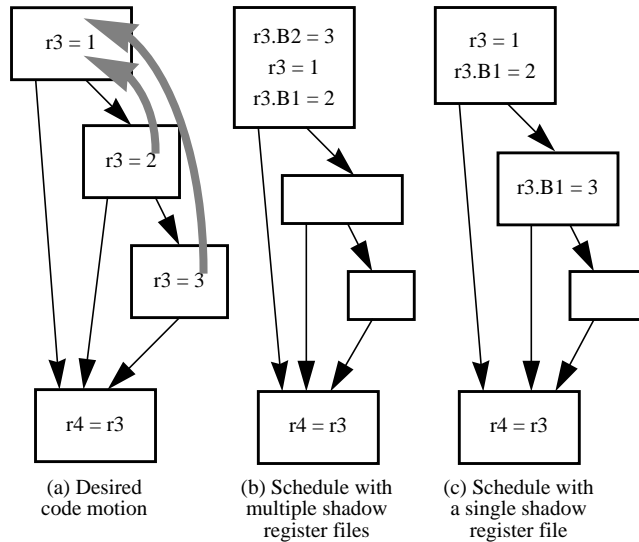 r3 = 1
r3 = 2
r3 = 3
r4 = r3
(a) Desired
code motion
r3.B2 = 3
r3 = 1
r3.B1 = 2
r4 = r3
(b) Schedule with
multiple shadow
register files
r3 = 1
r3.B1 = 2
r3.B1 = 3
r4 = r3
(c) Schedule with
a single shadow
register file